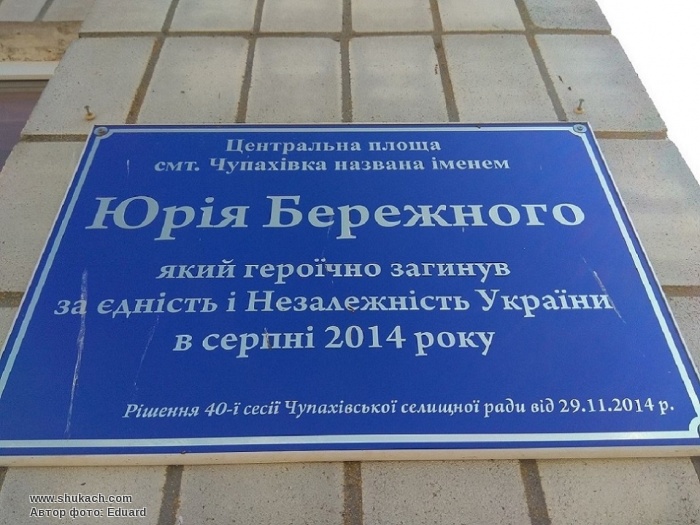 Центральна площа
смт. Чупахівка названа іменем
Юрія Бережного
який героїчно загинув
за єдність і Незалежність України
в серпні 2014 року
Рішення 40-ї сесії Чупахівської селищної ради від 29.11.2014 р.
www.shukach.com
Автор фото: Eduard